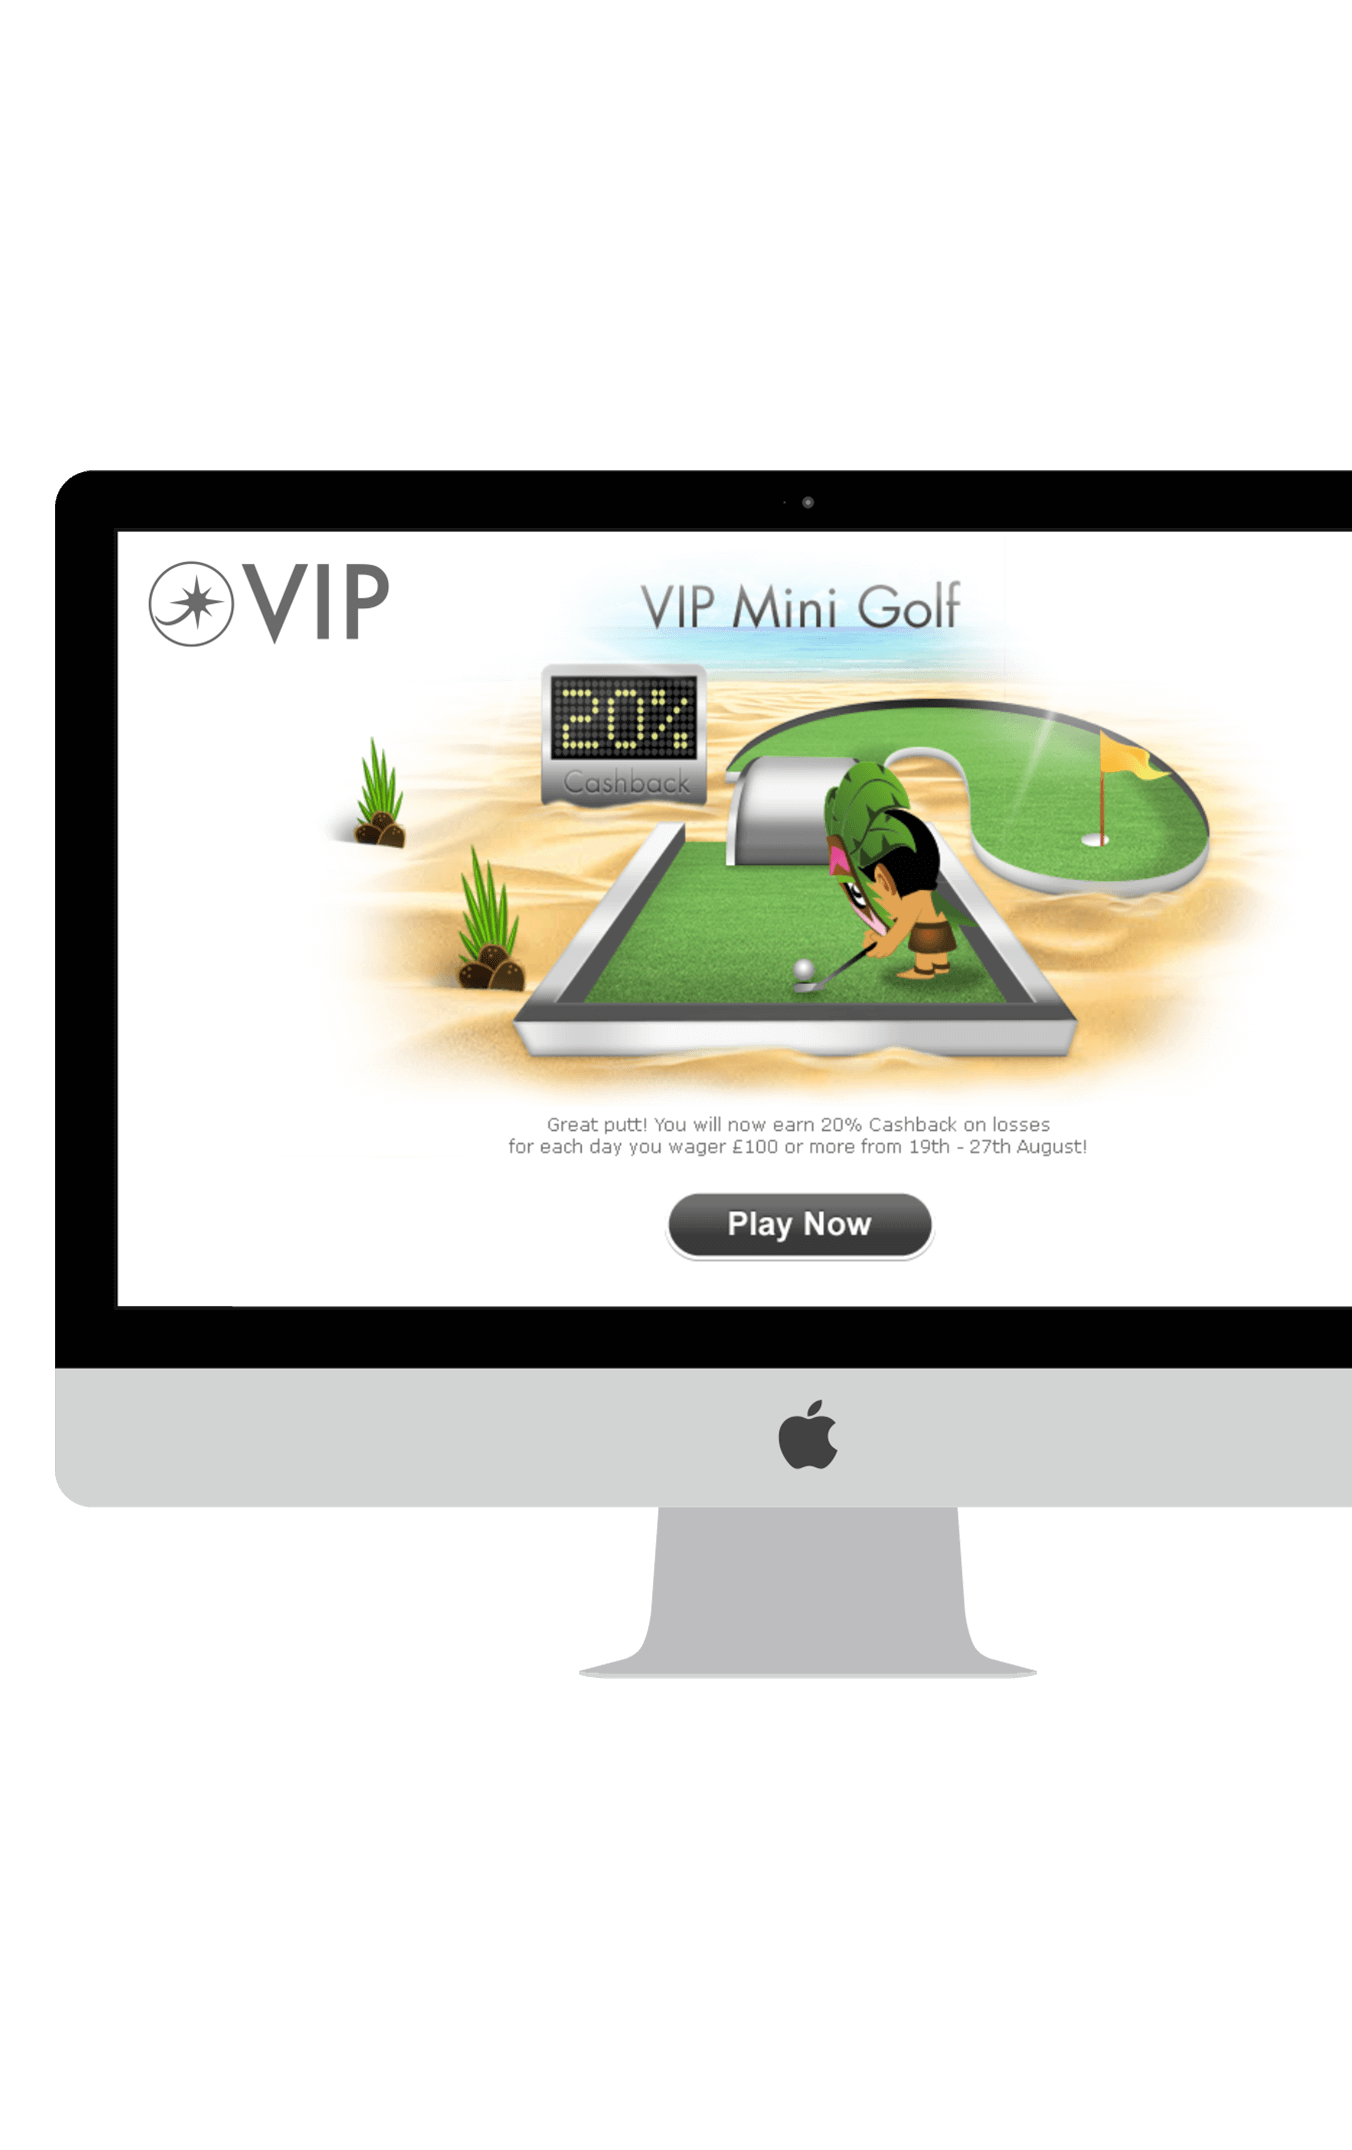 VIP
VIP Mini Golf
20%
Cashback
Great putt! You will now earn 20% Cashback on losses
for each day you wager £100 or more from 19th - 27th August!
Play Now